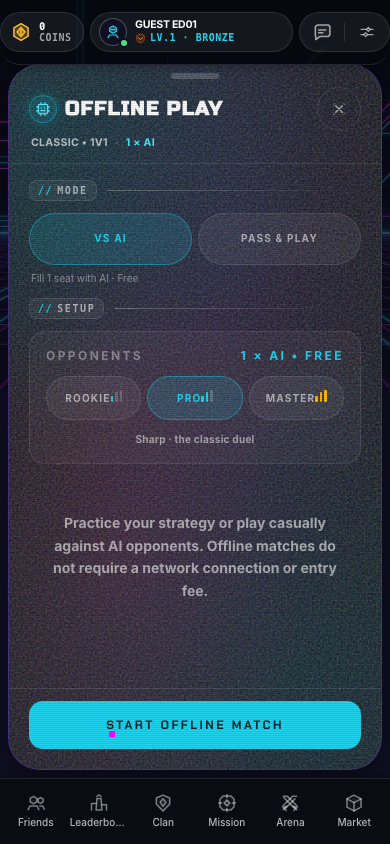 0
COINS
GUEST ED01
LV.1 · BRONZE
OFFLINE PLAY
CLASSIC • 1V1 · 1 × AI
// MODE
VS AI
PASS & PLAY
Fill 1 seat with AI · Free
// SETUP
OPPONENTS
1 × AI • FREE
ROOKIE
PRO
MASTER
Sharp · the classic duel
Practice your strategy or play casually
against AI opponents. Offline matches do
not require a network connection or entry
fee.
START OFFLINE MATCH
Friends
Leaderbo...
Clan
Mission
Arena
Market